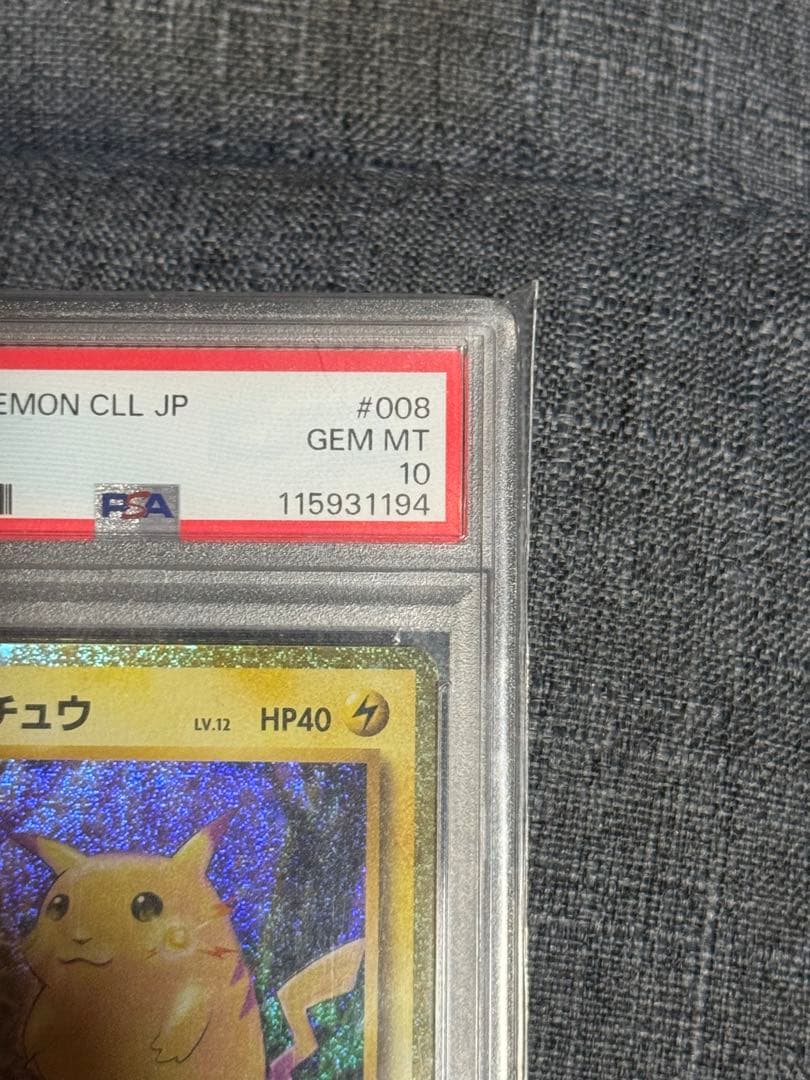 EMON CLL JP #008
GEM MT
10
PSA 115931194
チュウ LV.12 HP40